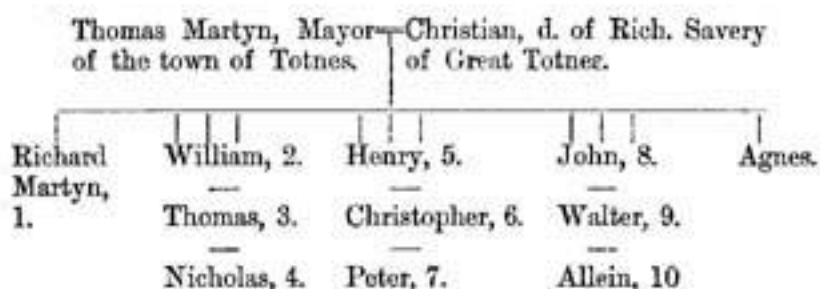 Thomas Martyn, Mayor=Christian, d. of Rich. Savery
of the town of Totnes. of Great Totnes.
Richard William, 2. Henry, 5. John, 8. Agnes.
Martyn,
1. Thomas, 3. Christopher, 6. Walter, 9.
Nicholas, 4. Peter, 7. Allein, 10